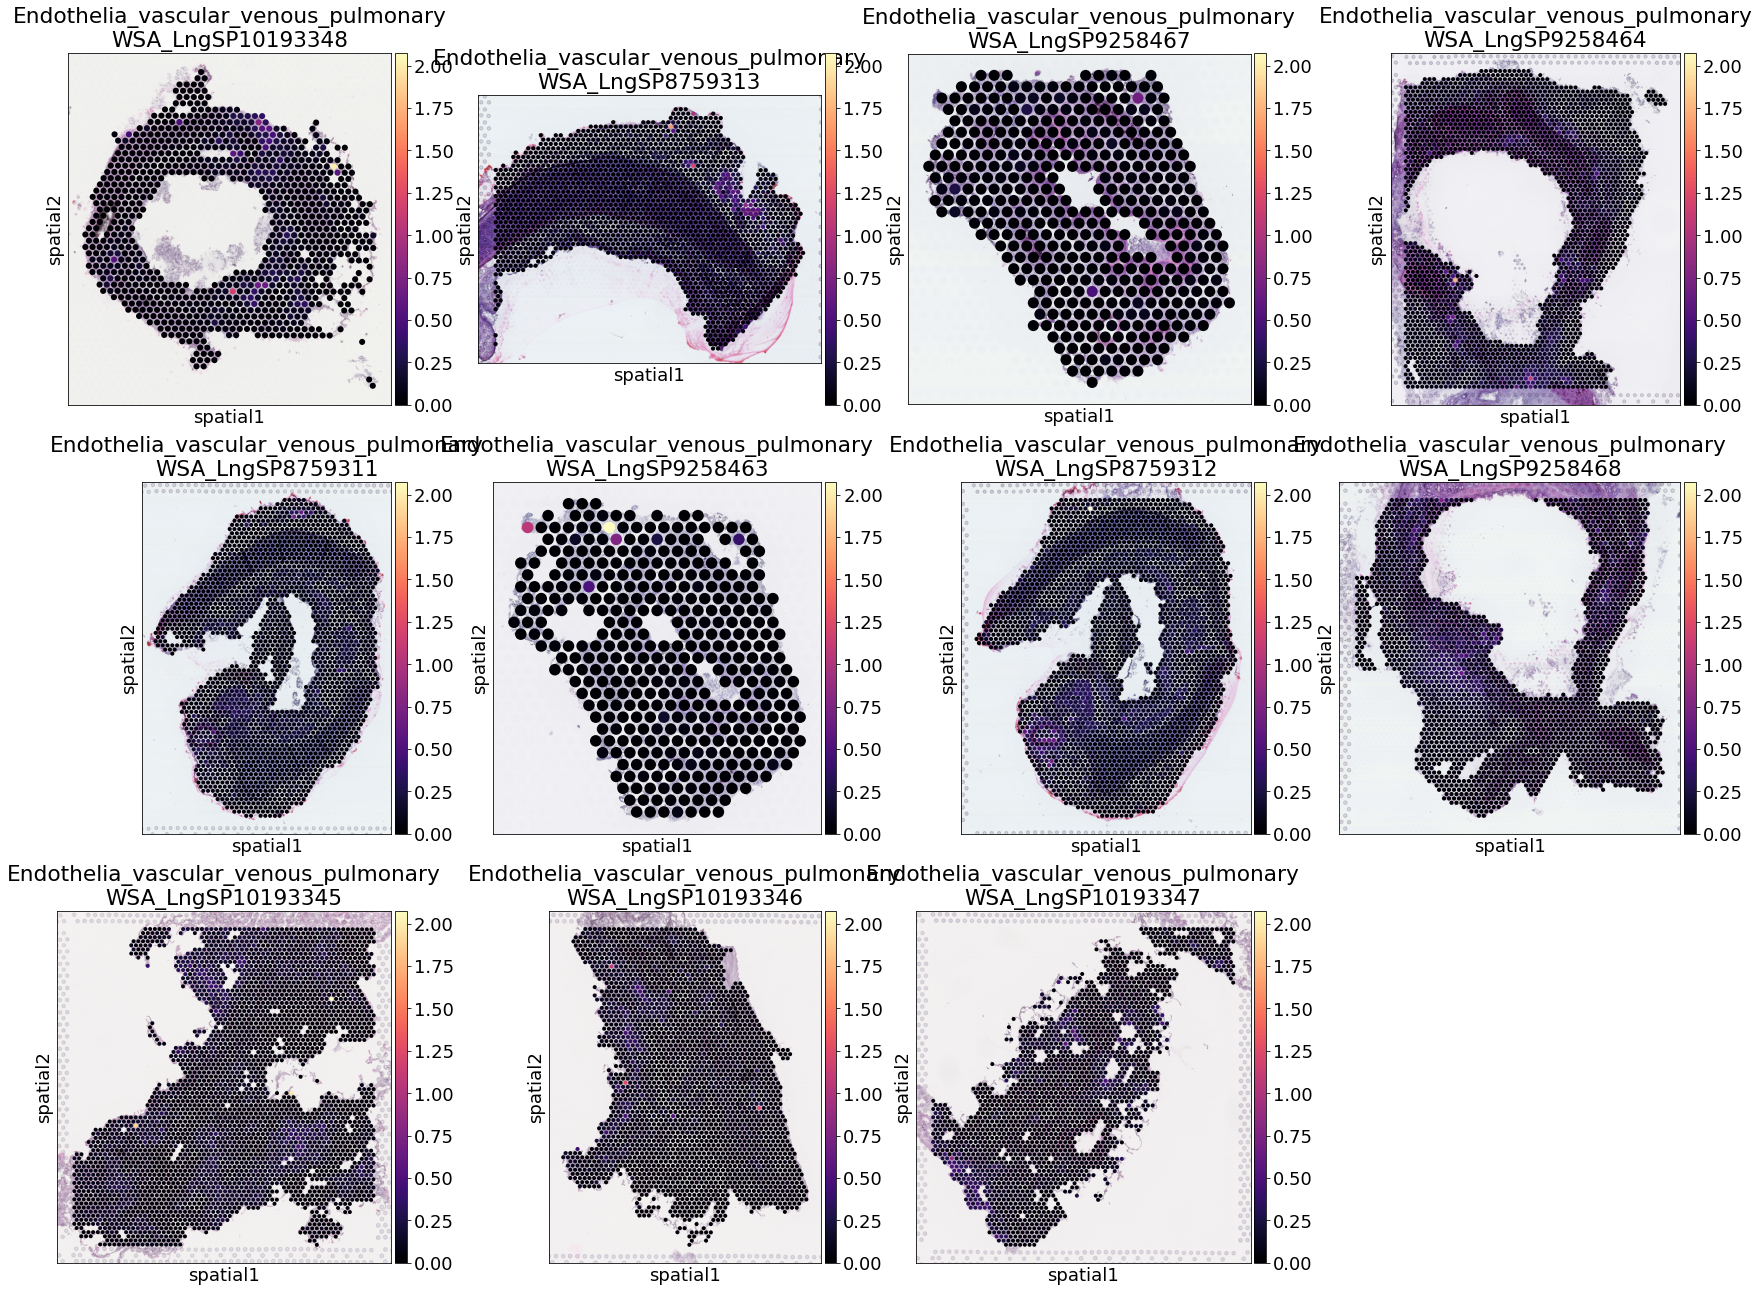 Endothelia_vascular_venous_pulmonary
WSA_LngSP10193348
spatial2
spatial1
2.00
1.75
1.50
1.25
1.00
0.75
0.50
0.25
0.00
Endothelia_vascular_venous_pulmonary
WSA_LngSP8759313
spatial2
spatial1
2.00
1.75
1.50
1.25
1.00
0.75
0.50
0.25
0.00
Endothelia_vascular_venous_pulmonary
WSA_LngSP9258467
spatial2
spatial1
2.00
1.75
1.50
1.25
1.00
0.75
0.50
0.25
0.00
Endothelia_vascular_venous_pulmonary
WSA_LngSP9258464
spatial2
spatial1
2.00
1.75
1.50
1.25
1.00
0.75
0.50
0.25
0.00
Endothelia_vascular_venous_pulmonary
WSA_LngSP8759311
spatial2
spatial1
2.00
1.75
1.50
1.25
1.00
0.75
0.50
0.25
0.00
Endothelia_vascular_venous_pulmonary
WSA_LngSP9258463
spatial2
spatial1
2.00
1.75
1.50
1.25
1.00
0.75
0.50
0.25
0.00
Endothelia_vascular_venous_pulmonary
WSA_LngSP8759312
spatial2
spatial1
2.00
1.75
1.50
1.25
1.00
0.75
0.50
0.25
0.00
Endothelia_vascular_venous_pulmonary
WSA_LngSP9258468
spatial2
spatial1
2.00
1.75
1.50
1.25
1.00
0.75
0.50
0.25
0.00
Endothelia_vascular_venous_pulmonary
WSA_LngSP10193345
spatial2
spatial1
2.00
1.75
1.50
1.25
1.00
0.75
0.50
0.25
0.00
Endothelia_vascular_venous_pulmonary
WSA_LngSP10193346
spatial2
spatial1
2.00
1.75
1.50
1.25
1.00
0.75
0.50
0.25
0.00
Endothelia_vascular_venous_pulmonary
WSA_LngSP10193347
spatial2
spatial1
2.00
1.75
1.50
1.25
1.00
0.75
0.50
0.25
0.00